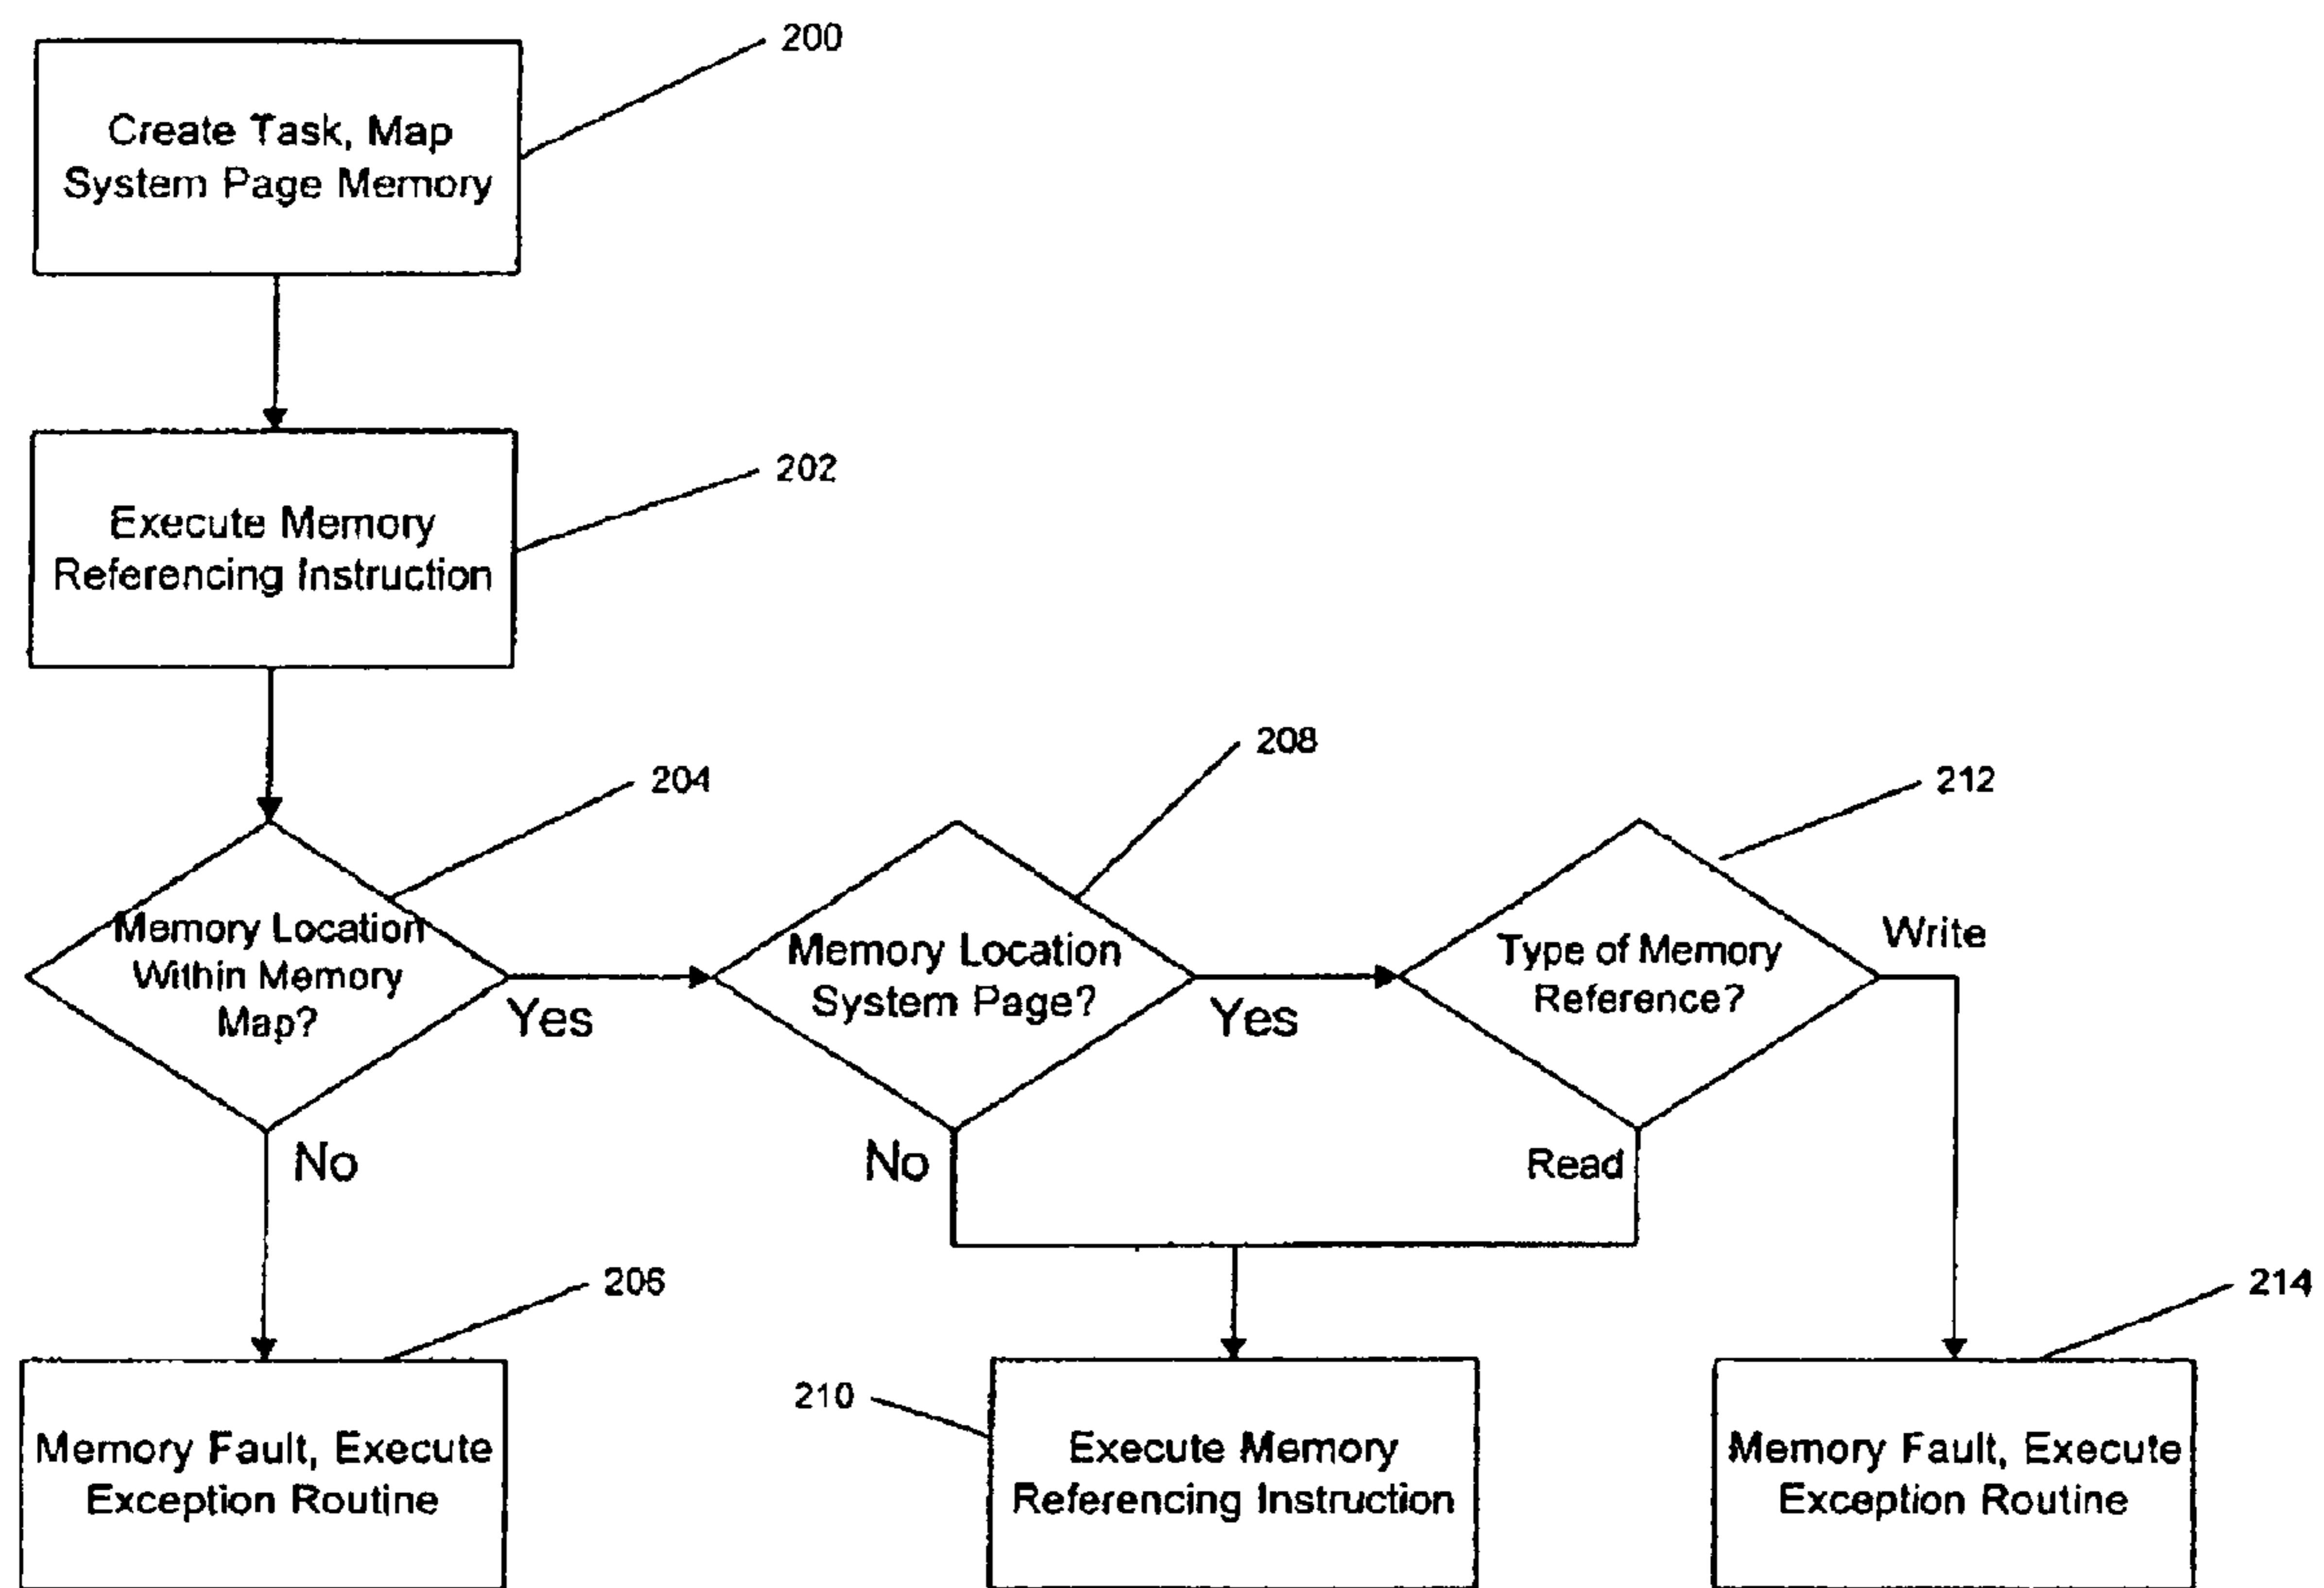 200
Create Task, Map
System Page Memory
202
Execute Memory
Referencing Instruction
204
Memory Location
Within Memory
Map?
Yes
No
208
Memory Location
System Page?
Yes
No
212
Type of Memory
Reference?
Write
Read
206
Memory Fault, Execute
Exception Routine
210
Execute Memory
Referencing Instruction
214
Memory Fault, Execute
Exception Routine